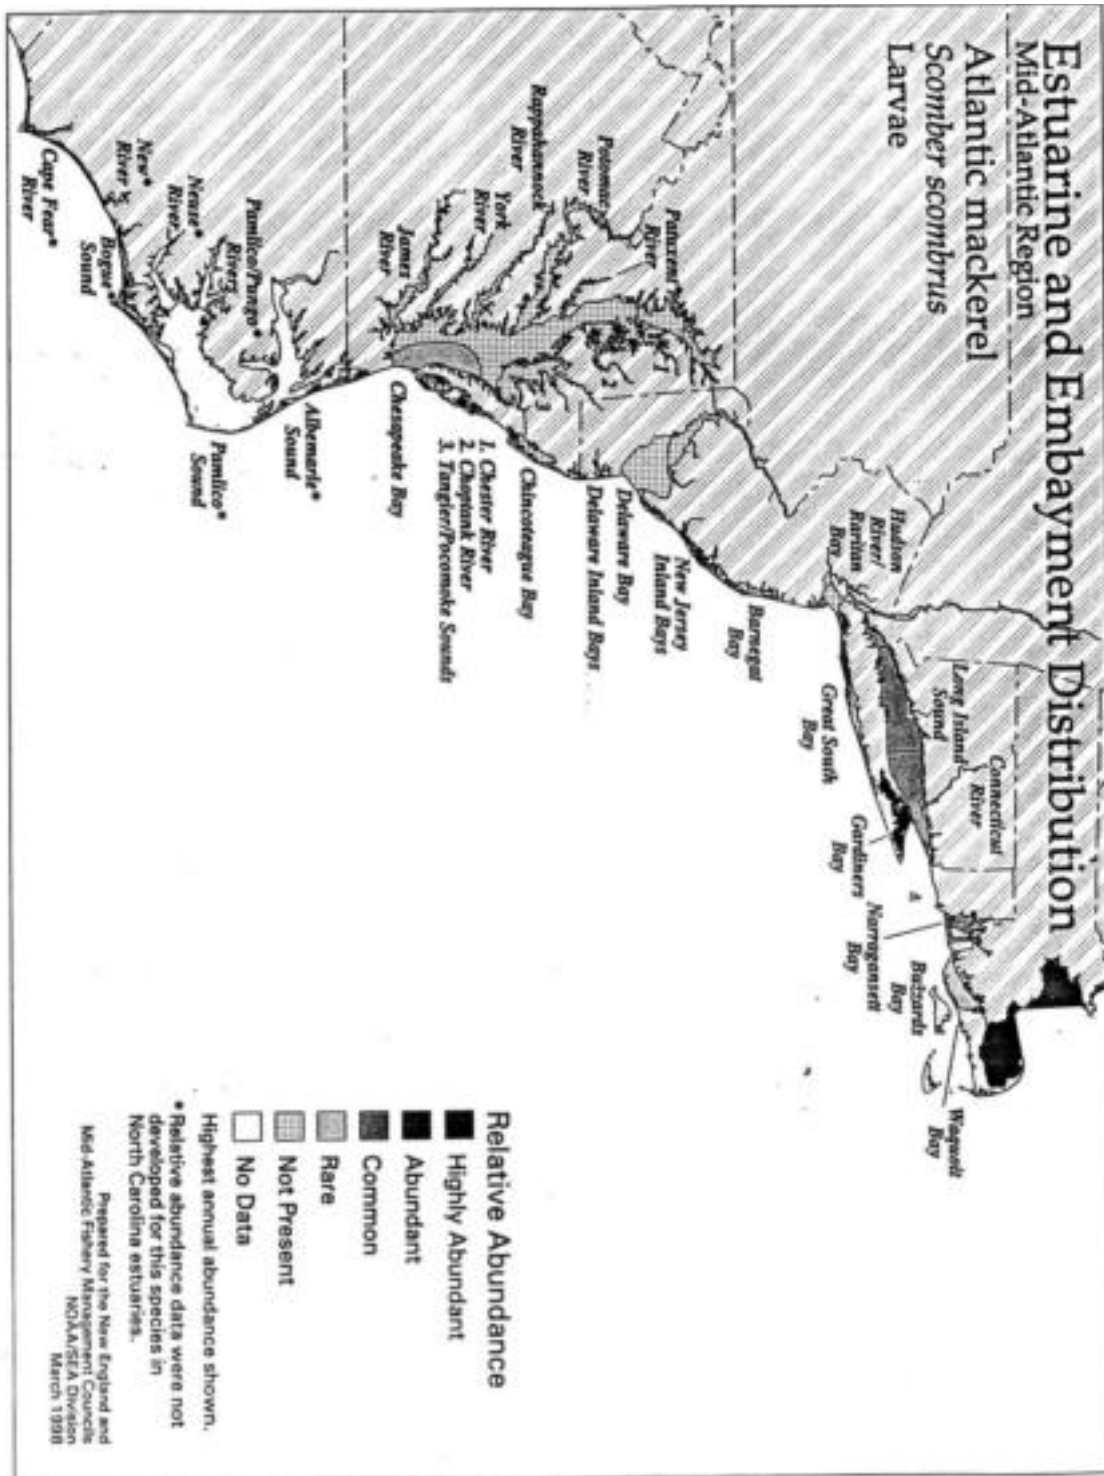 Estuarine and Embayment Distribution
Mid-Atlantic Region
Atlantic mackerel
Scomber scombrus
Larvae
Connecticut
River
Long Island
Sound
Hudson
River/
Raritan
Bay
Waquoit
Bay
Buzzards
Bay
Narragansett
Bay
Gardiners
Bay
Great South
Bay
Barnegat
Bay
New Jersey
Inland Bays
Delaware Bay
Delaware Inland Bays
Chincoteague Bay
1. Chester River
2. Choptank River
3. Tangier/Pocomoke Sounds
Chesapeake Bay
1
2
3
Patuxent
River
Potomac
River
Rappahannock
River
York
River
James
River
Albemarle*
Sound
Pamlico*
Sound
Pamlico/Pungo*
Rivers
Neuse*
River
Bogue*
Sound
New*
River
Cape Fear*
River
Relative Abundance
Highly Abundant
Abundant
Common
Rare
Not Present
No Data
Highest annual abundance shown.
* Relative abundance data were not
developed for this species in
North Carolina estuaries.
Prepared for the New England and
Mid-Atlantic Fishery Management Councils
NOAA/SEA Division
March 1998